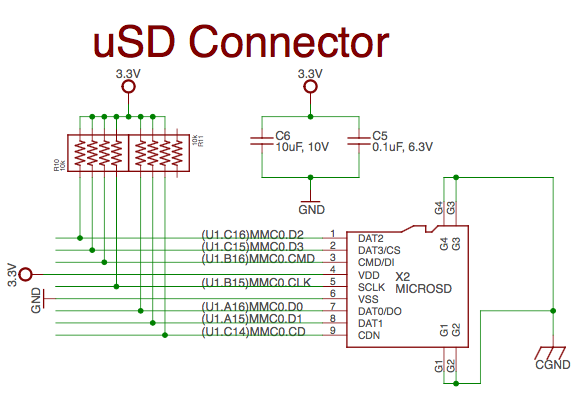 uSD Connector
3.3V
3.3V
R10
10k
10k
R11
C6
10uF, 10V
C5
0.1uF, 6.3V
GND
G4
G3
(U1.C16)MMC0.D2 1 DAT2
(U1.C15)MMC0.D3 2 DAT3/CS
(U1.B16)MMC0.CMD 3 CMD/DI
G4
G3
3.3V
4 VDD
X2
(U1.B15)MMC0.CLK 5 SCLK
MICROSD
GND
6 VSS
(U1.A16)MMC0.D0 7 DAT0/DO
(U1.A15)MMC0.D1 8 DAT1
(U1.C14)MMC0.CD 9 CDN
G1
G2
G1
G2
CGND